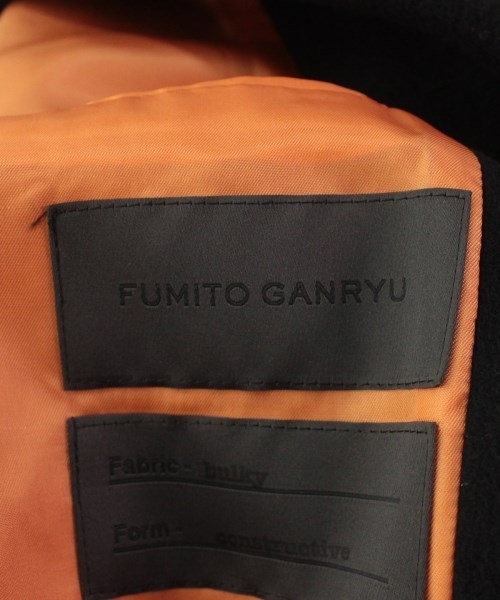 FUMITO GANRYU
Fabric- bulky
Form- constructive